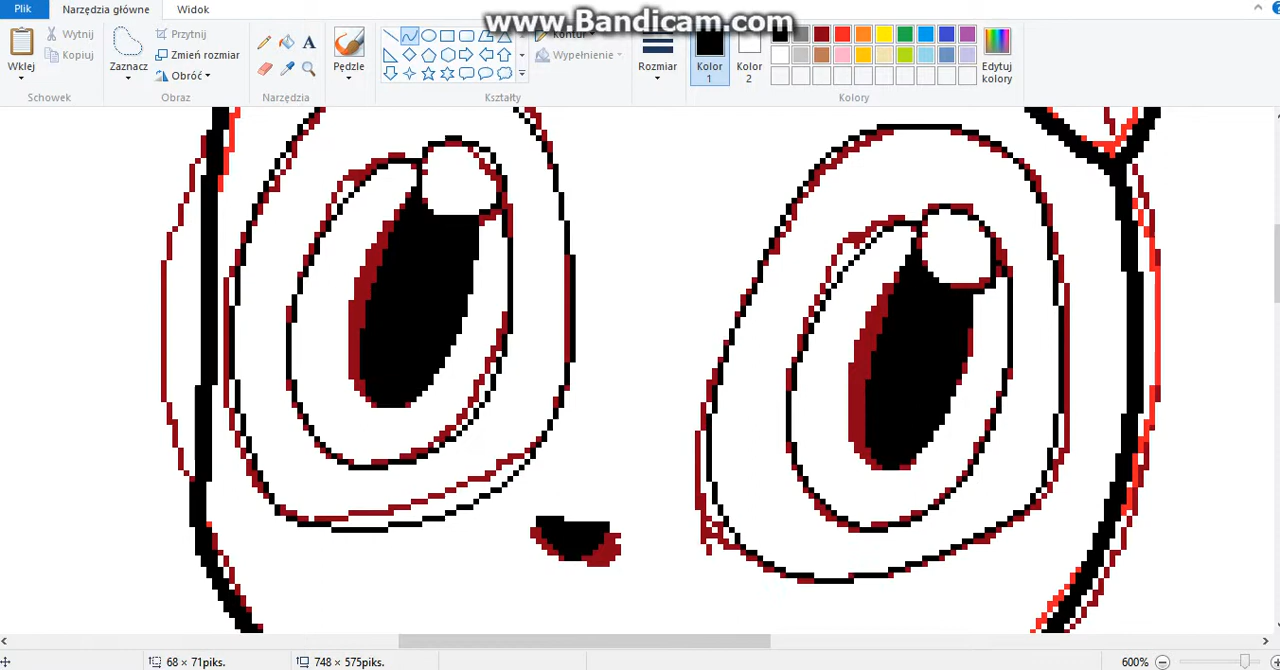 Plik Narzędzia główne Widok
www.Bandicam.com
Wklej
Wytnij
Kopiuj
Schowek
Zaznacz
Przytnij
Zmień rozmiar
Obróć
Obraz
A
Narzędzia
Pędzle
Kontur
Wypełnienie
Kształty
Rozmiar
Kolor
1
Kolor
2
Edytuj
kolory
Kolory
68 × 71piks.
748 × 575piks.
600%